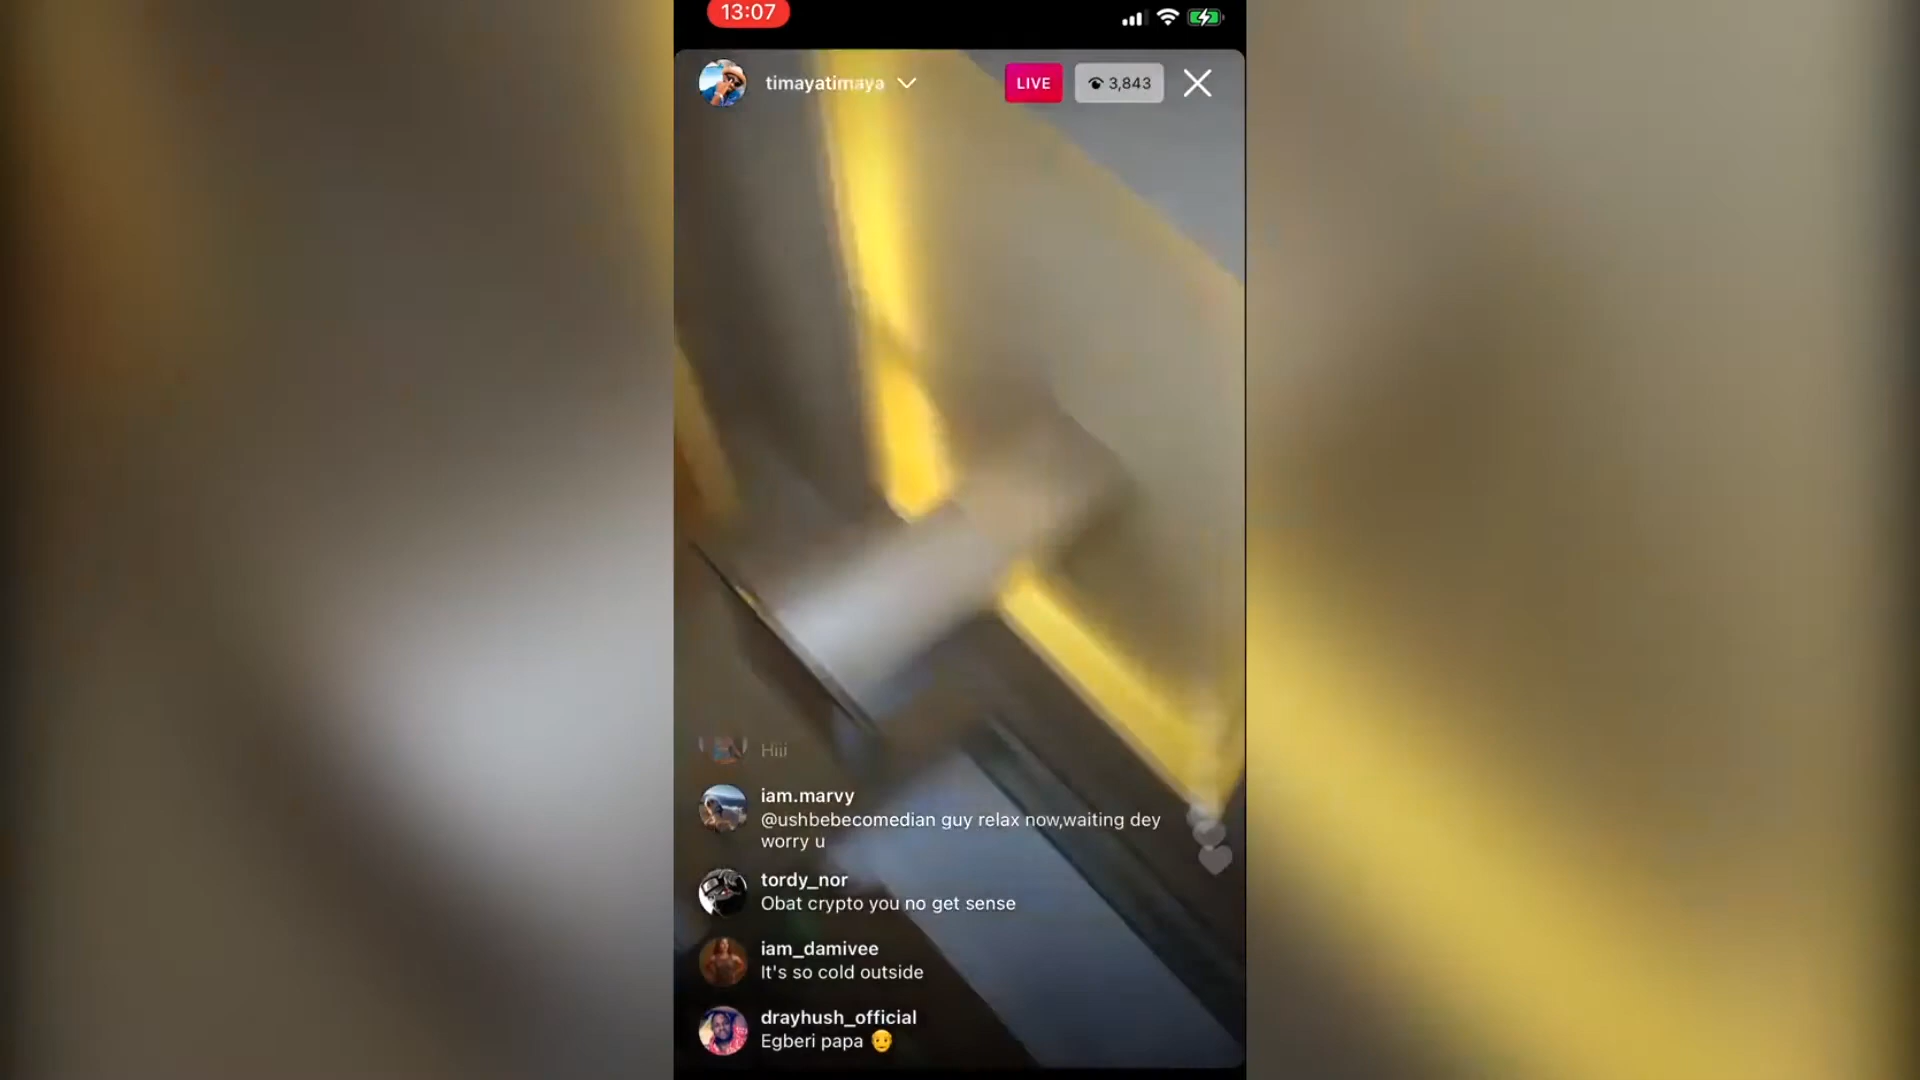 13:07
timayatimaya
LIVE
3,843
Hiii
iam.marvy
@ushbebecomedian guy relax now,waiting dey
worry u
tordy_nor
Obat crypto you no get sense
iam_damivee
It's so cold outside
drayhush_official
Egberi papa 👨‍🦳